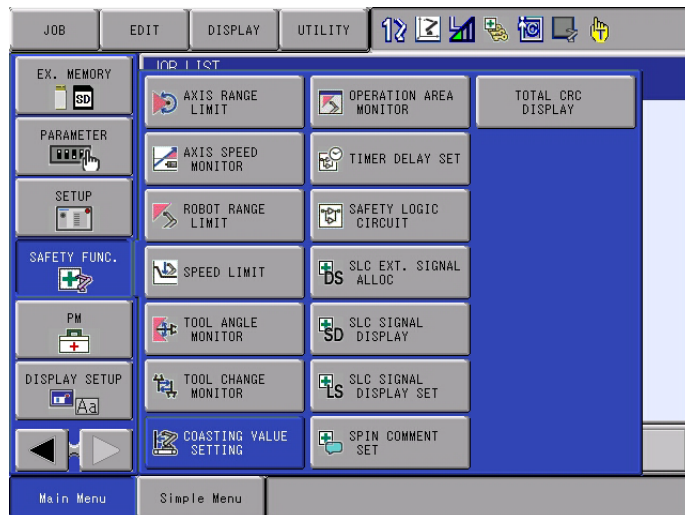 JOB
EDIT
DISPLAY
UTILITY
EX. MEMORY
SD
PARAMETER
SETUP
SAFETY FUNC.
PM
DISPLAY SETUP
Aa
JOB LIST
AXIS RANGE
LIMIT
AXIS SPEED
MONITOR
ROBOT RANGE
LIMIT
SPEED LIMIT
TOOL ANGLE
MONITOR
TOOL CHANGE
MONITOR
COASTING VALUE
SETTING
OPERATION AREA
MONITOR
TIMER DELAY SET
SAFETY LOGIC
CIRCUIT
DS
SLC EXT. SIGNAL
ALLOC
SD
SLC SIGNAL
DISPLAY
LS
SLC SIGNAL
DISPLAY SET
SPIN COMMENT
SET
TOTAL CRC
DISPLAY
Main Menu
Simple Menu